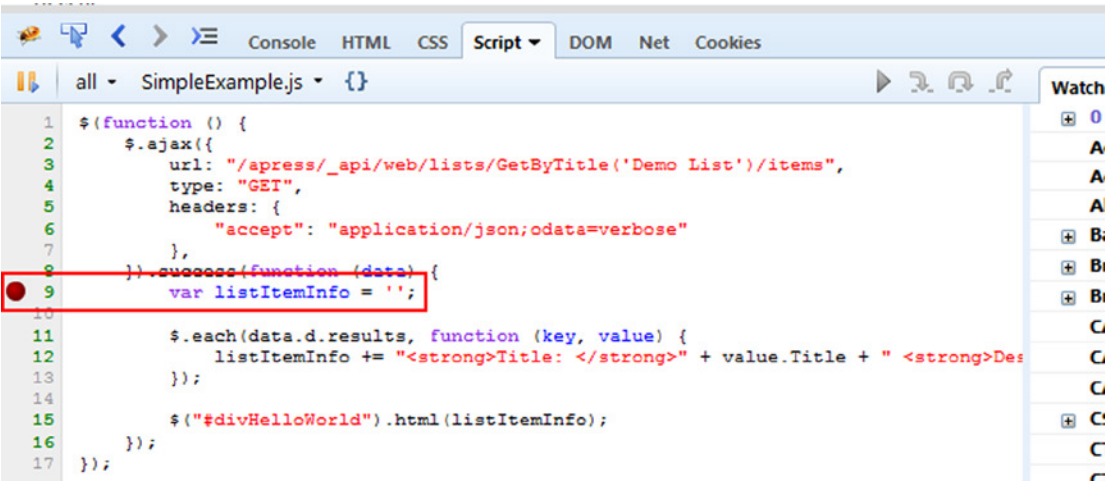 Console HTML CSS Script DOM Net Cookies
all SimpleExample.js {} Watch
1 $(function () {
2 $.ajax({
3 url: "/apress/_api/web/lists/GetByTitle('Demo List')/items",
4 type: "GET",
5 headers: {
6 "accept": "application/json;odata=verbose"
7 },
8 }).success(function (data) {
9 var listItemInfo = '';
10
11 $.each(data.d.results, function (key, value) {
12 listItemInfo += "<strong>Title: </strong>" + value.Title + " <strong>Des
13 });
14
15 $("#divHelloWorld").html(listItemInfo);
16 });
17 });
0